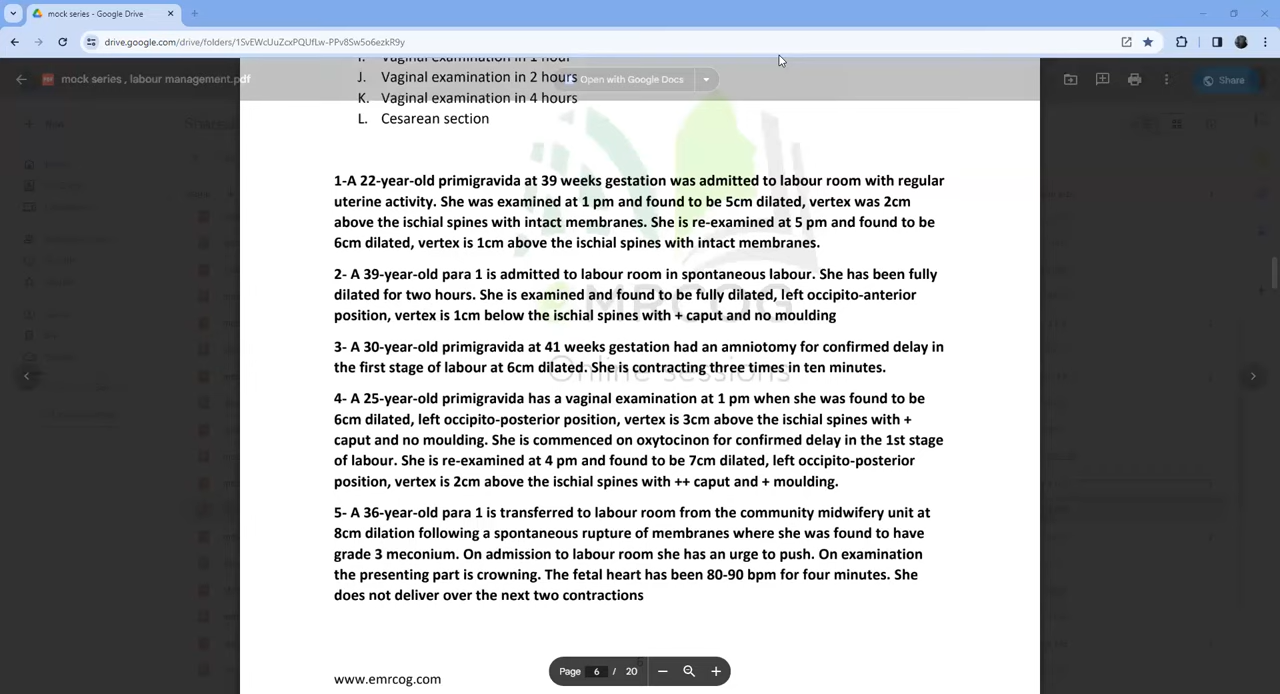 mock series - Google Drive
drive.google.com/drive/folders/1SvEWcUuZcxPQUfLw-PPv8Sw5o6ezkR9y
mock series , labour management.pdf
Open with Google Docs
Share
I. Vaginal examination in 1 hour
J. Vaginal examination in 2 hours
K. Vaginal examination in 4 hours
L. Cesarean section
1-A 22-year-old primigravida at 39 weeks gestation was admitted to labour room with regular
uterine activity. She was examined at 1 pm and found to be 5cm dilated, vertex was 2cm
above the ischial spines with intact membranes. She is re-examined at 5 pm and found to be
6cm dilated, vertex is 1cm above the ischial spines with intact membranes.
2- A 39-year-old para 1 is admitted to labour room in spontaneous labour. She has been fully
dilated for two hours. She is examined and found to be fully dilated, left occipito-anterior
position, vertex is 1cm below the ischial spines with + caput and no moulding
3- A 30-year-old primigravida at 41 weeks gestation had an amniotomy for confirmed delay in
the first stage of labour at 6cm dilated. She is contracting three times in ten minutes.
4- A 25-year-old primigravida has a vaginal examination at 1 pm when she was found to be
6cm dilated, left occipito-posterior position, vertex is 3cm above the ischial spines with +
caput and no moulding. She is commenced on oxytocinon for confirmed delay in the 1st stage
of labour. She is re-examined at 4 pm and found to be 7cm dilated, left occipito-posterior
position, vertex is 2cm above the ischial spines with ++ caput and + moulding.
5- A 36-year-old para 1 is transferred to labour room from the community midwifery unit at
8cm dilation following a spontaneous rupture of membranes where she was found to have
grade 3 meconium. On admission to labour room she has an urge to push. On examination
the presenting part is crowning. The fetal heart has been 80-90 bpm for four minutes. She
does not deliver over the next two contractions
eMRCOG
Online sessions
Page 6 / 20
www.emrcog.com